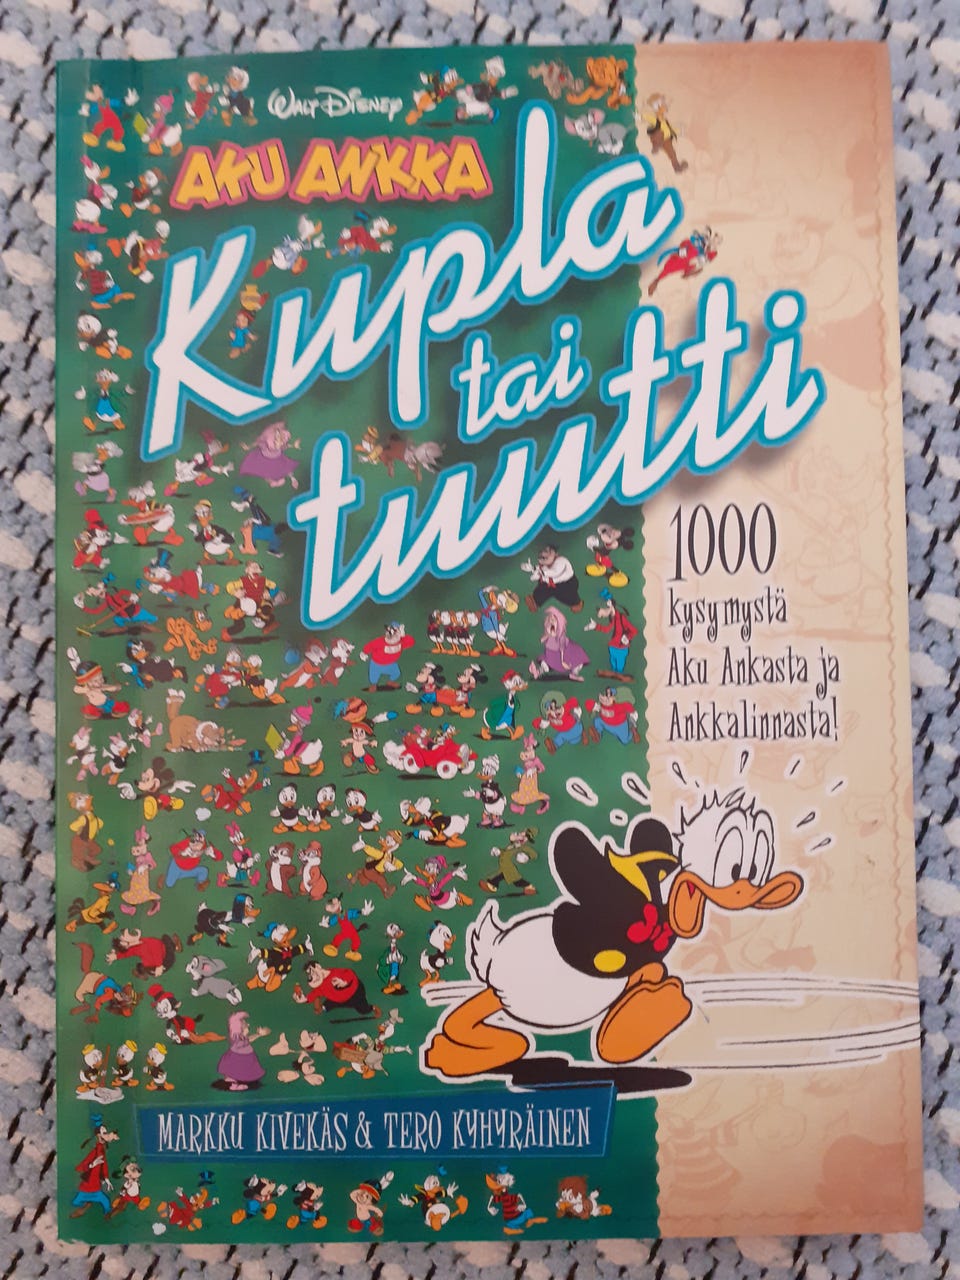 WALT DISNEY
AKU ANKKA
Kupla
tai
tuutti
1000
kysymystä
Aku Ankasta ja
Ankkalinnasta!
MARKKU KIVEKÄS & TERO KYHYRÄINEN